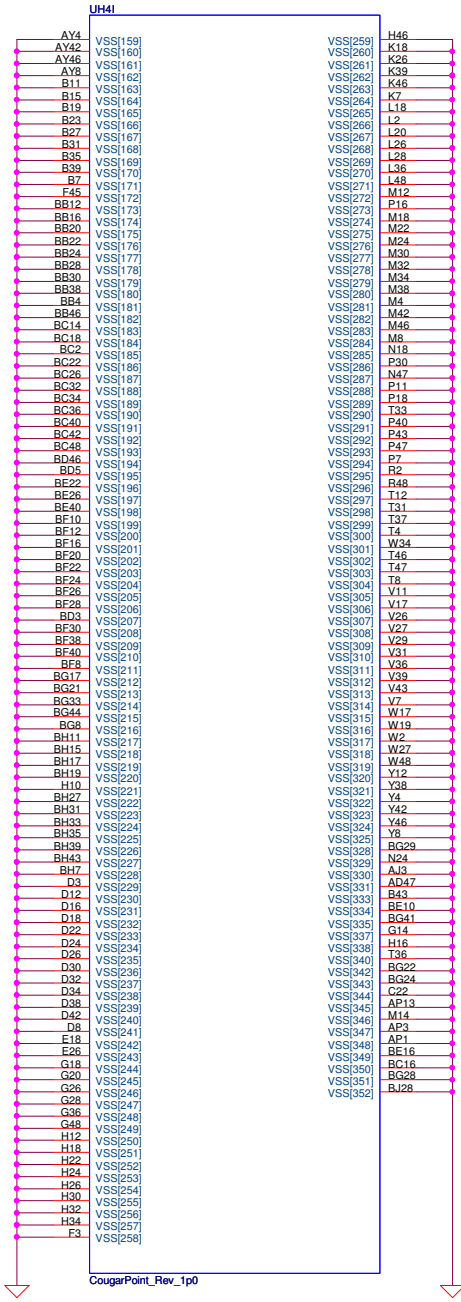 UH4I
AY4 VSS[159] VSS[259] H46
AY42 VSS[160] VSS[260] K18
AY46 VSS[161] VSS[261] K26
AY8 VSS[162] VSS[262] K39
B11 VSS[163] VSS[263] K46
B15 VSS[164] VSS[264] K7
B19 VSS[165] VSS[265] L18
B23 VSS[166] VSS[266] L2
B27 VSS[167] VSS[267] L20
B31 VSS[168] VSS[268] L26
B35 VSS[169] VSS[269] L28
B39 VSS[170] VSS[270] L36
B7 VSS[171] VSS[271] L48
F45 VSS[172] VSS[272] M12
BB12 VSS[173] VSS[273] P16
BB16 VSS[174] VSS[274] M18
BB20 VSS[175] VSS[275] M22
BB22 VSS[176] VSS[276] M24
BB24 VSS[177] VSS[277] M30
BB28 VSS[178] VSS[278] M32
BB30 VSS[179] VSS[279] M34
BB38 VSS[180] VSS[280] M38
BB4 VSS[181] VSS[281] M4
BB46 VSS[182] VSS[282] M42
BC14 VSS[183] VSS[283] M46
BC18 VSS[184] VSS[284] M8
BC2 VSS[185] VSS[285] N18
BC22 VSS[186] VSS[286] P30
BC26 VSS[187] VSS[287] N47
BC32 VSS[188] VSS[288] P11
BC34 VSS[189] VSS[289] P18
BC36 VSS[190] VSS[290] T33
BC40 VSS[191] VSS[291] P40
BC42 VSS[192] VSS[292] P43
BC48 VSS[193] VSS[293] P47
BD46 VSS[194] VSS[294] P7
BD5 VSS[195] VSS[295] R2
BE22 VSS[196] VSS[296] R48
BE26 VSS[197] VSS[297] T12
BE40 VSS[198] VSS[298] T31
BF10 VSS[199] VSS[299] T37
BF12 VSS[200] VSS[300] T4
BF16 VSS[201] VSS[301] W34
BF20 VSS[202] VSS[302] T46
BF22 VSS[203] VSS[303] T47
BF24 VSS[204] VSS[304] T8
BF26 VSS[205] VSS[305] V11
BF28 VSS[206] VSS[306] V17
BD3 VSS[207] VSS[307] V26
BF30 VSS[208] VSS[308] V27
BF38 VSS[209] VSS[309] V29
BF40 VSS[210] VSS[310] V31
BF8 VSS[211] VSS[311] V36
BG17 VSS[212] VSS[312] V39
BG21 VSS[213] VSS[313] V43
BG33 VSS[214] VSS[314] V7
BG44 VSS[215] VSS[315] W17
BG8 VSS[216] VSS[316] W19
BH11 VSS[217] VSS[317] W2
BH15 VSS[218] VSS[318] W27
BH17 VSS[219] VSS[319] W48
BH19 VSS[220] VSS[320] Y12
H10 VSS[221] VSS[321] Y38
BH27 VSS[222] VSS[322] Y4
BH31 VSS[223] VSS[323] Y42
BH33 VSS[224] VSS[324] Y46
BH35 VSS[225] VSS[325] Y8
BH39 VSS[226] VSS[328] BG29
BH43 VSS[227] VSS[329] N24
BH7 VSS[228] VSS[330] AJ3
D3 VSS[229] VSS[331] AD47
D12 VSS[230] VSS[333] B43
D16 VSS[231] VSS[334] BE10
D18 VSS[232] VSS[335] BG41
D22 VSS[233] VSS[337] G14
D24 VSS[234] VSS[338] H16
D26 VSS[235] VSS[340] T36
D30 VSS[236] VSS[342] BG22
D32 VSS[237] VSS[343] BG24
D34 VSS[238] VSS[344] C22
D38 VSS[239] VSS[345] AP13
D42 VSS[240] VSS[346] M14
D8 VSS[241] VSS[347] AP3
E18 VSS[242] VSS[348] AP1
E26 VSS[243] VSS[349] BE16
G18 VSS[244] VSS[350] BC16
G20 VSS[245] VSS[351] BG28
G26 VSS[246] VSS[352] BJ28
G28 VSS[247]
G36 VSS[248]
G48 VSS[249]
H12 VSS[250]
H18 VSS[251]
H22 VSS[252]
H24 VSS[253]
H26 VSS[254]
H30 VSS[255]
H32 VSS[256]
H34 VSS[257]
F3 VSS[258]
CougarPoint_Rev_1p0